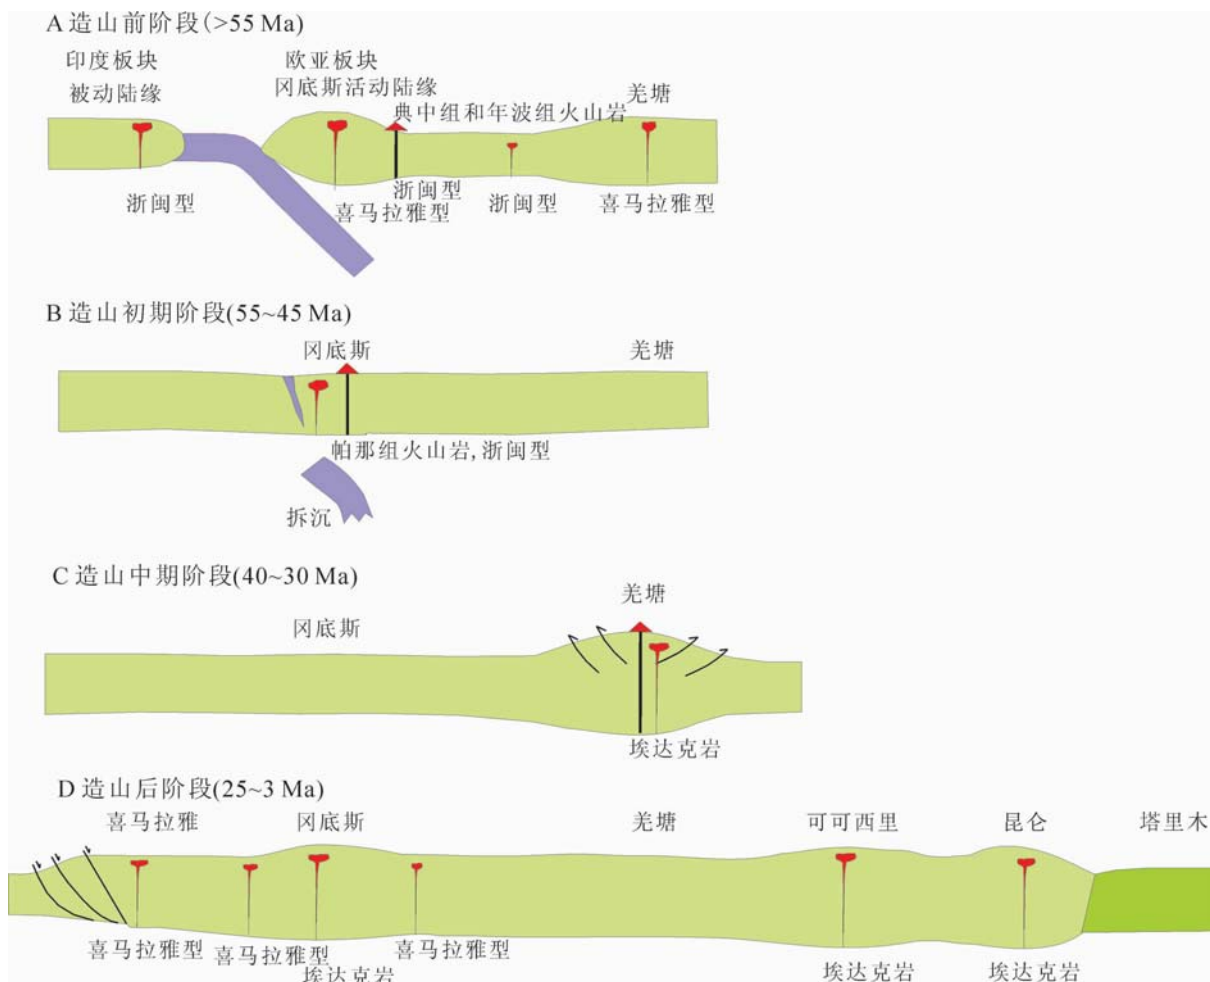 A 造山前阶段(>55 Ma)
印度板块
被动陆缘
欧亚板块
冈底斯活动陆缘
典中组和年波组火山岩
羌塘
浙闽型
浙闽型
喜马拉雅型
浙闽型
喜马拉雅型
B 造山初期阶段(55~45 Ma)
冈底斯
羌塘
帕那组火山岩,浙闽型
拆沉
C 造山中期阶段(40~30 Ma)
羌塘
冈底斯
埃达克岩
D 造山后阶段(25~3 Ma)
喜马拉雅
冈底斯
羌塘
可可西里
昆仑
塔里木
喜马拉雅型
喜马拉雅型
喜马拉雅型
埃达克岩
埃达克岩
埃达克岩